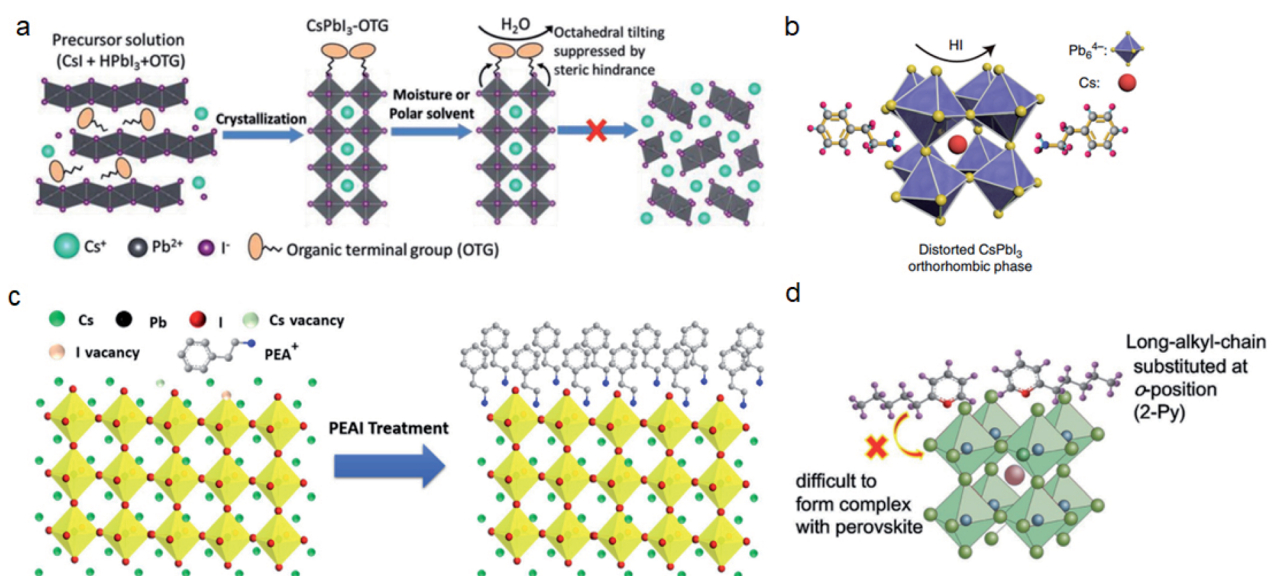 a
Precursor solution
(CsI + HPbI₃+OTG)
Crystallization
CsPbI₃-OTG
Moisture or
Polar solvent
H₂O
Octahedral tilting
suppressed by
steric hindrance
Cs⁺
Pb²⁺
I⁻
Organic terminal group (OTG)
b
HI
Pb₆⁴⁻:
Cs:
Distorted CsPbI₃
orthorhombic phase
c
Cs
Pb
I
Cs vacancy
I vacancy
PEA⁺
PEAI Treatment
d
Long-alkyl-chain
substituted at
o-position
(2-Py)
difficult to
form complex
with perovskite